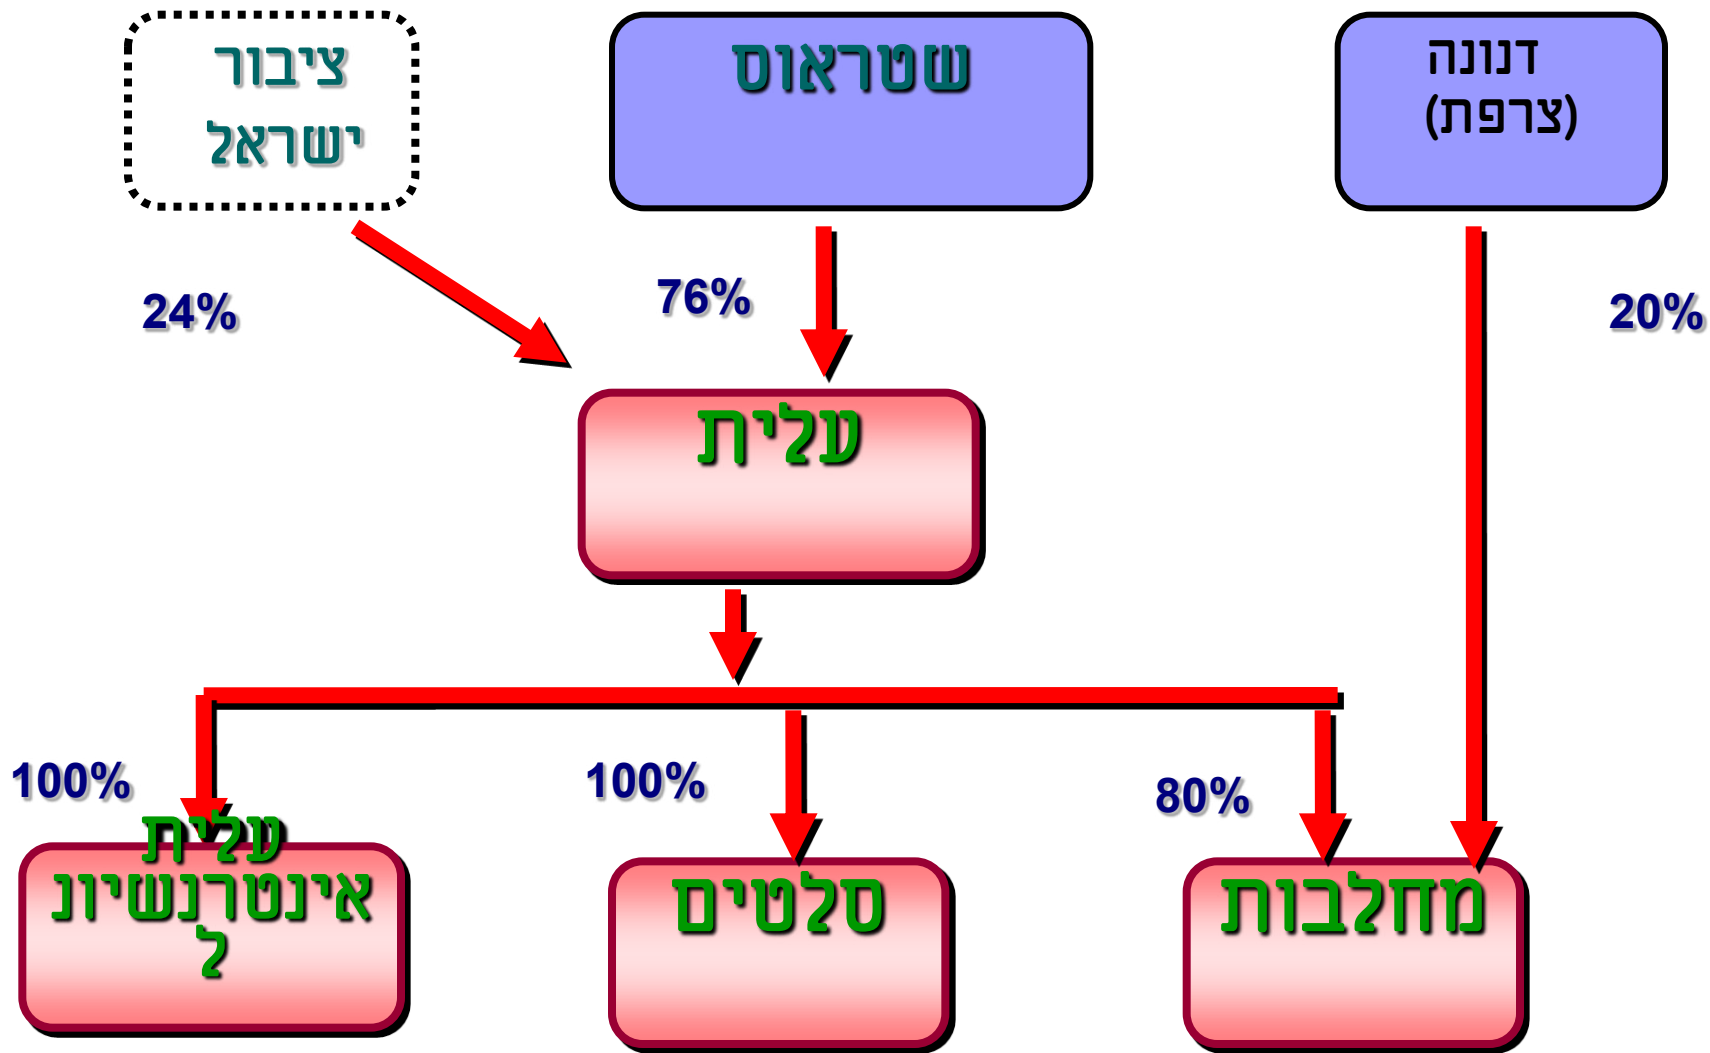 דנונה
(צרפת)
שטראוס
ציבור
ישראל
20%
76%
24%
עלית
80%
100%
100%
מחלבות
סלטים
עלית
אינטרנשיונ
ל